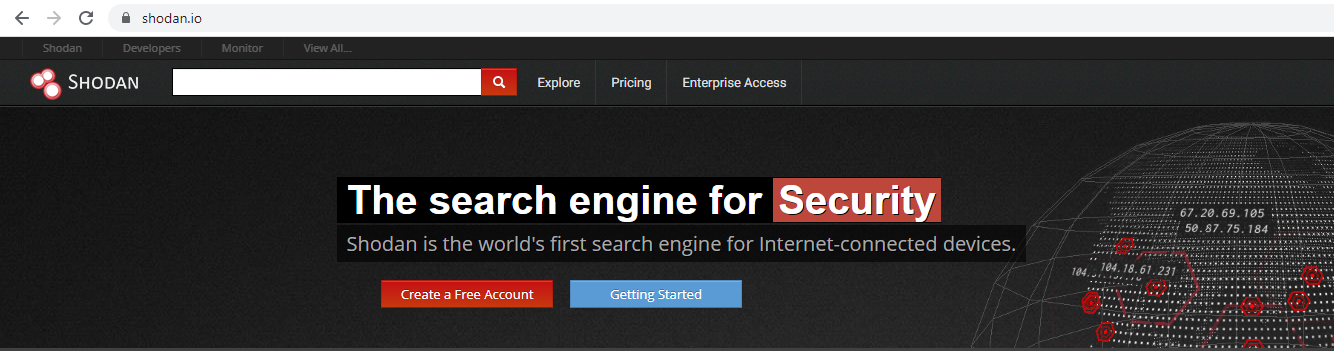 shodan.io
Shodan Developers Monitor View All...
SHODAN Explore Pricing Enterprise Access
The search engine for Security
Shodan is the world's first search engine for Internet-connected devices.
Create a Free Account Getting Started
67.20.69.105
50.87.75.184
104. 104.18.61.231